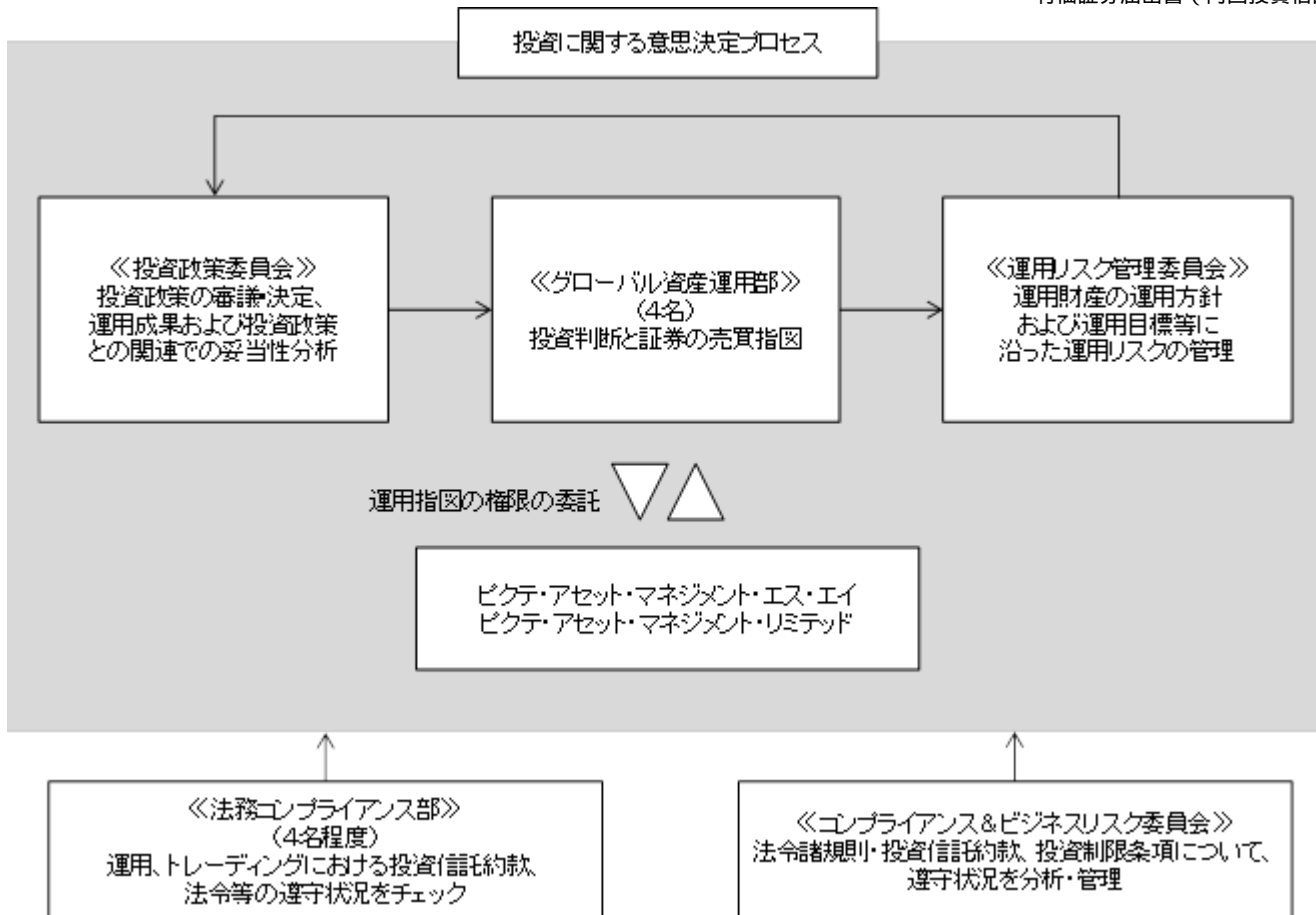 投資に関する意思決定プロセス
≪投資政策委員会≫
投資政策の審議・決定、
運用成果および投資政策
との関連での妥当性分析
≪グローバル資産運用部≫
(4名)
投資判断と証券の売買指図
≪運用リスク管理委員会≫
運用財産の運用方針
および運用目標等に
沿った運用リスクの管理
運用指図の権限の委託
ピクテ・アセット・マネジメント・エス・エイ
ピクテ・アセット・マネジメント・リミテッド
≪法務コンプライアンス部≫
(4名程度)
運用、トレーディングにおける投資信託約款、
法令等の遵守状況をチェック
≪コンプライアンス&ビジネスリスク委員会≫
法令諸規則・投資信託約款、投資制限条項について、
遵守状況を分析・管理